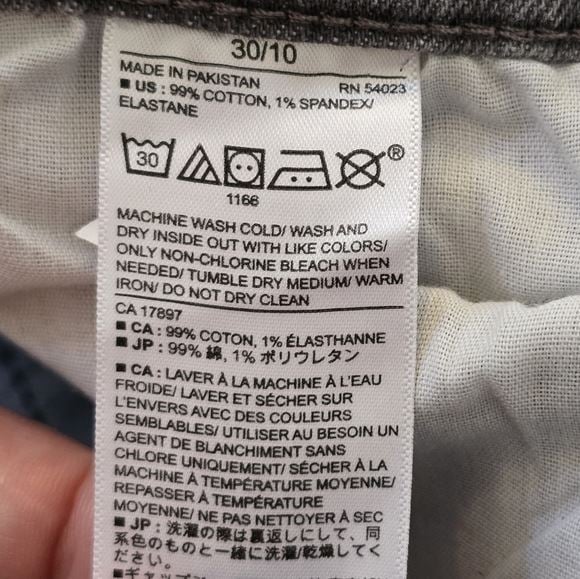 30/10
MADE IN PAKISTAN RN 54023
■ US : 99% COTTON, 1% SPANDEX/
ELASTANE
30
®
1166
MACHINE WASH COLD/ WASH AND
DRY INSIDE OUT WITH LIKE COLORS/
ONLY NON-CHLORINE BLEACH WHEN
NEEDED/ TUMBLE DRY MEDIUM/ WARM
IRON/ DO NOT DRY CLEAN
CA 17897
■ CA : 99% COTON, 1% ÉLASTHANNE
■ JP : 99% 綿, 1% ポリウレタン
■ CA : LAVER À LA MACHINE À L'EAU
FROIDE/ LAVER ET SÉCHER SUR
L'ENVERS AVEC DES COULEURS
SEMBLABLES/ UTILISER AU BESOIN UN
AGENT DE BLANCHIMENT SANS
CHLORE UNIQUEMENT/ SÉCHER À LA
MACHINE À TEMPÉRATURE MOYENNE/
REPASSER À TEMPÉRATURE
MOYENNE/ NE PAS NETTOYER À SEC
■ JP : 洗濯の際は裏返しにして、同
系色のものと一緒に洗濯/乾燥してく
ださい。
■ギャップジ